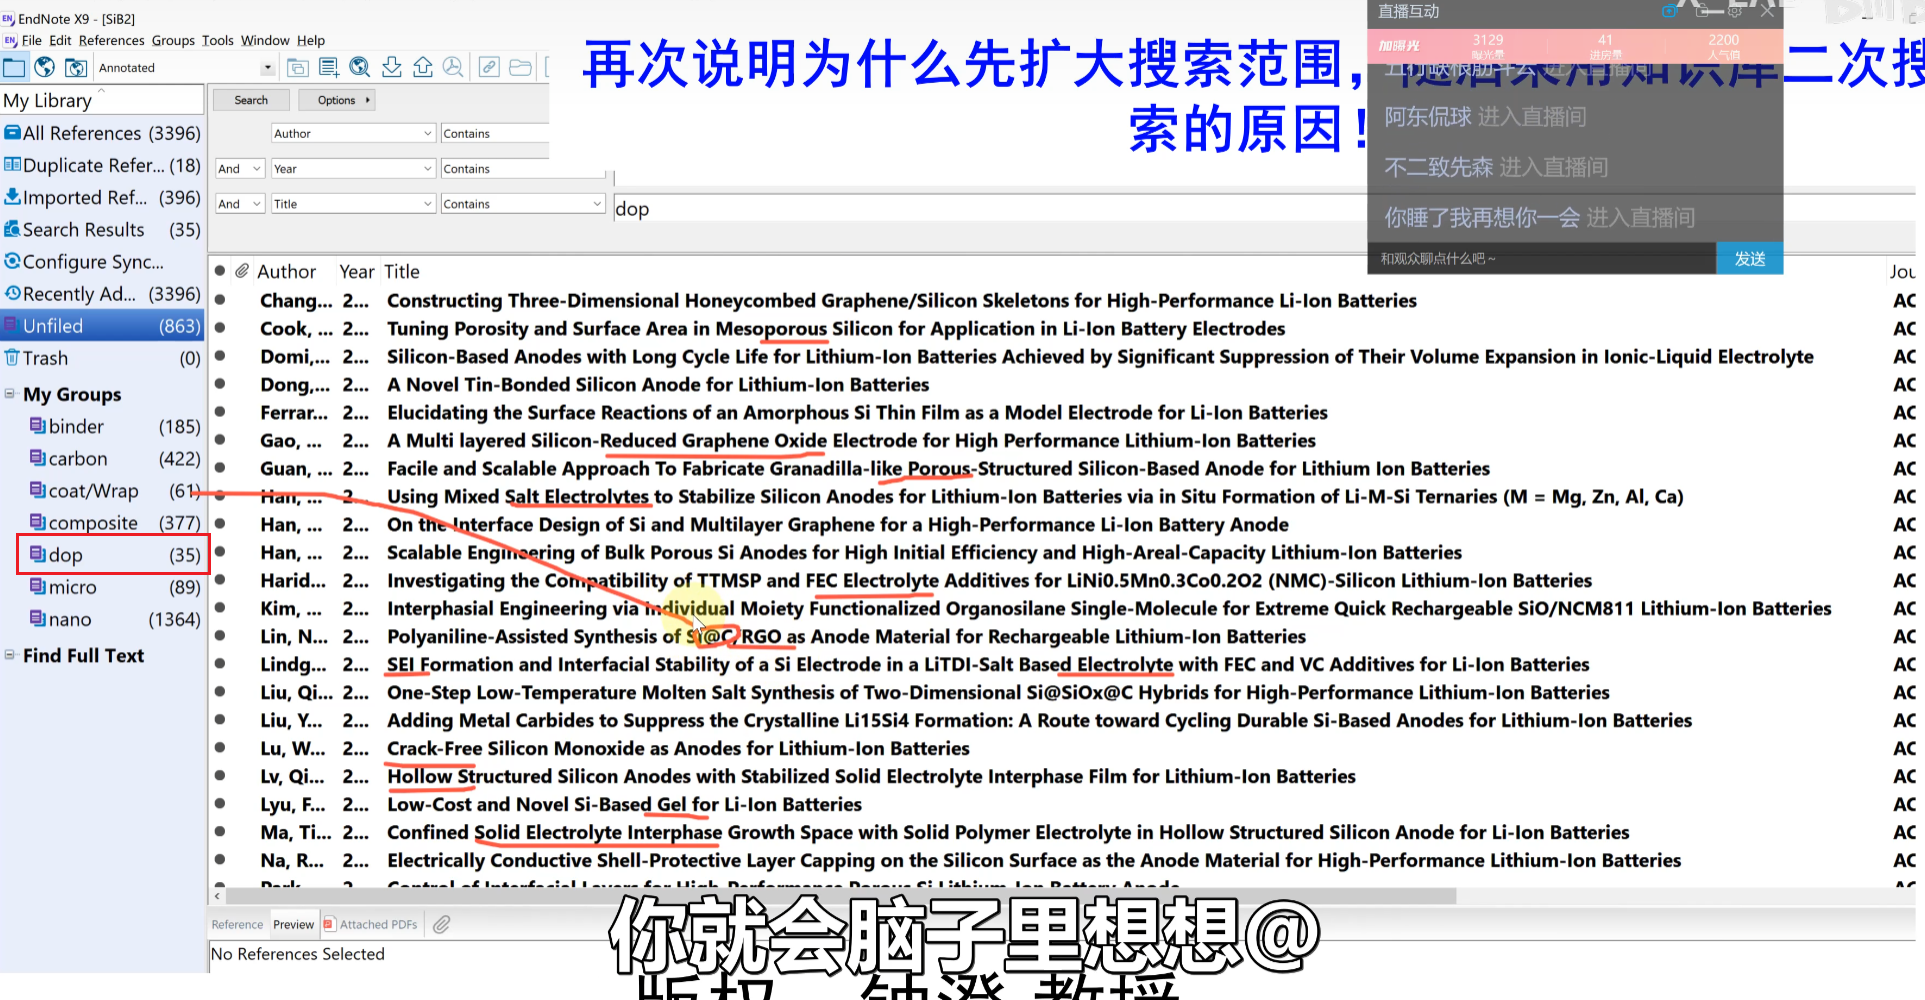 EndNote X9 - [SiB2]
File Edit References Groups Tools Window Help
Annotated
再次说明为什么先扩大搜索范围，
二次搜
索的原因！
直播互动
加曝光 3129 曝光量 41 进房量 2200 人气值
阿东侃球 进入直播间
不二致先森 进入直播间
你睡了我再想你一会 进入直播间
和观众聊点什么吧～ 发送
My Library
All References (3396)
Duplicate Refer... (18)
Imported Ref... (396)
Search Results (35)
Configure Sync...
Recently Ad... (3396)
Unfiled (863)
Trash (0)
My Groups
binder (185)
carbon (422)
coat/Wrap (61)
composite (377)
dop (35)
micro (89)
nano (1364)
Find Full Text
Search Options
Author Contains
And Year Contains
And Title Contains dop
Author Year Title Jou
Chang... 2... Constructing Three-Dimensional Honeycombed Graphene/Silicon Skeletons for High-Performance Li-Ion Batteries AC
Cook, ... 2... Tuning Porosity and Surface Area in Mesoporous Silicon for Application in Li-Ion Battery Electrodes AC
Domi,... 2... Silicon-Based Anodes with Long Cycle Life for Lithium-Ion Batteries Achieved by Significant Suppression of Their Volume Expansion in Ionic-Liquid Electrolyte AC
Dong,... 2... A Novel Tin-Bonded Silicon Anode for Lithium-Ion Batteries AC
Ferrar... 2... Elucidating the Surface Reactions of an Amorphous Si Thin Film as a Model Electrode for Li-Ion Batteries AC
Gao, ... 2... A Multi layered Silicon-Reduced Graphene Oxide Electrode for High Performance Lithium-Ion Batteries AC
Guan, ... 2... Facile and Scalable Approach To Fabricate Granadilla-like Porous-Structured Silicon-Based Anode for Lithium Ion Batteries AC
Han, ... 2... Using Mixed Salt Electrolytes to Stabilize Silicon Anodes for Lithium-Ion Batteries via in Situ Formation of Li-M-Si Ternaries (M = Mg, Zn, Al, Ca) AC
Han, ... 2... On the Interface Design of Si and Multilayer Graphene for a High-Performance Li-Ion Battery Anode AC
Han, ... 2... Scalable Engineering of Bulk Porous Si Anodes for High Initial Efficiency and High-Areal-Capacity Lithium-Ion Batteries AC
Harid... 2... Investigating the Compatibility of TTMSP and FEC Electrolyte Additives for LiNi0.5Mn0.3Co0.2O2 (NMC)-Silicon Lithium-Ion Batteries AC
Kim, ... 2... Interphasial Engineering via Individual Moiety Functionalized Organosilane Single-Molecule for Extreme Quick Rechargeable SiO/NCM811 Lithium-Ion Batteries AC
Lin, N... 2... Polyaniline-Assisted Synthesis of Si@C/RGO as Anode Material for Rechargeable Lithium-Ion Batteries AC
Lindg... 2... SEI Formation and Interfacial Stability of a Si Electrode in a LiTDI-Salt Based Electrolyte with FEC and VC Additives for Li-Ion Batteries AC
Liu, Qi... 2... One-Step Low-Temperature Molten Salt Synthesis of Two-Dimensional Si@SiOx@C Hybrids for High-Performance Lithium-Ion Batteries AC
Liu, Y... 2... Adding Metal Carbides to Suppress the Crystalline Li15Si4 Formation: A Route toward Cycling Durable Si-Based Anodes for Lithium-Ion Batteries AC
Lu, W... 2... Crack-Free Silicon Monoxide as Anodes for Lithium-Ion Batteries AC
Lv, Qi... 2... Hollow Structured Silicon Anodes with Stabilized Solid Electrolyte Interphase Film for Lithium-Ion Batteries AC
Lyu, F... 2... Low-Cost and Novel Si-Based Gel for Li-Ion Batteries AC
Ma, Ti... 2... Confined Solid Electrolyte Interphase Growth Space with Solid Polymer Electrolyte in Hollow Structured Silicon Anode for Li-Ion Batteries AC
Na, R... 2... Electrically Conductive Shell-Protective Layer Capping on the Silicon Surface as the Anode Material for High-Performance Lithium-Ion Batteries AC
Control of Interfacial Layers for High-Performance Porous Si Lithium-Ion Battery Anode
Reference Preview Attached PDFs
No References Selected
你就会脑子里想想@
版权 钟澄 教授